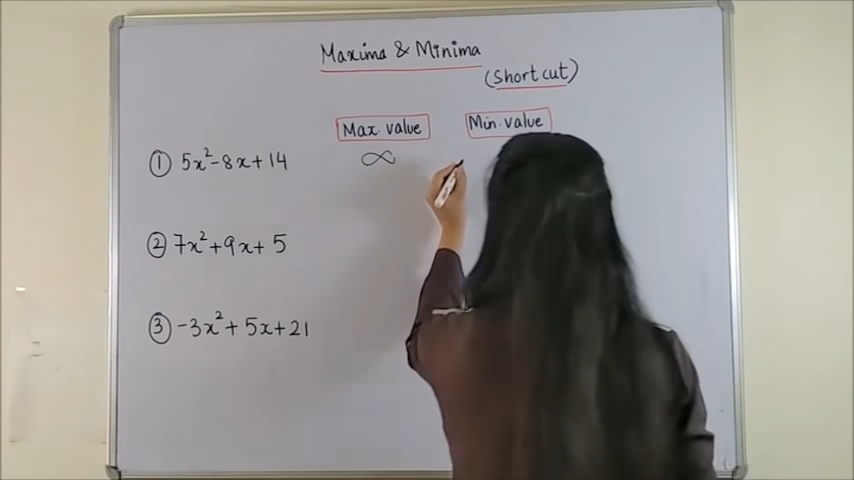 Maxima & Minima
(Short cut)
Max. value Min. value
① 5x²-8x+14 ∞
② 7x²+9x+5
③ -3x²+5x+21